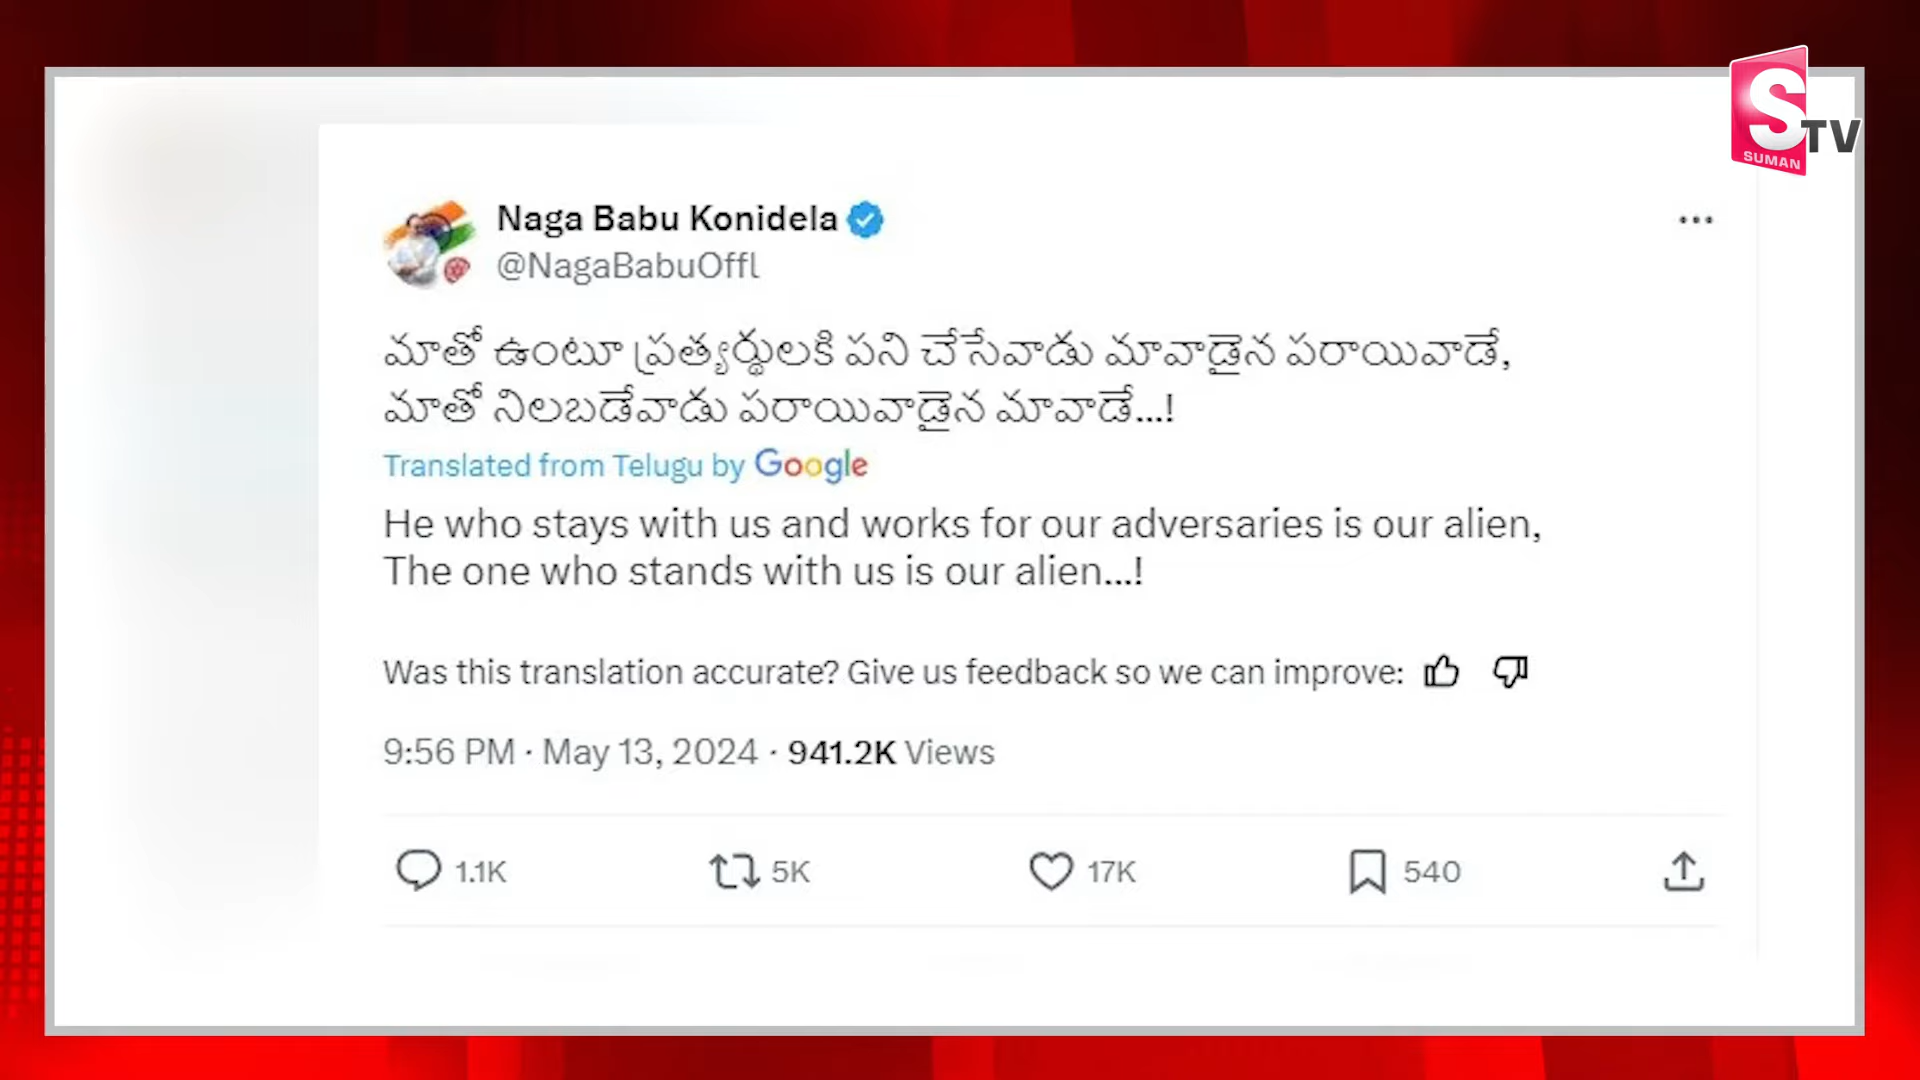 S
TV
SUMAN
Naga Babu Konidela
@NagaBabuOffl
మాతో ఉంటూ ప్రత్యర్థులకి పని చేసేవాడు మావాడైన పరాయివాడే,
మాతో నిలబడేవాడు పరాయివాడైన మావాడే...!
Translated from Telugu by Google
He who stays with us and works for our adversaries is our alien,
The one who stands with us is our alien...!
Was this translation accurate? Give us feedback so we can improve:
9:56 PM · May 13, 2024 · 941.2K Views
1.1K 5K 17K 540